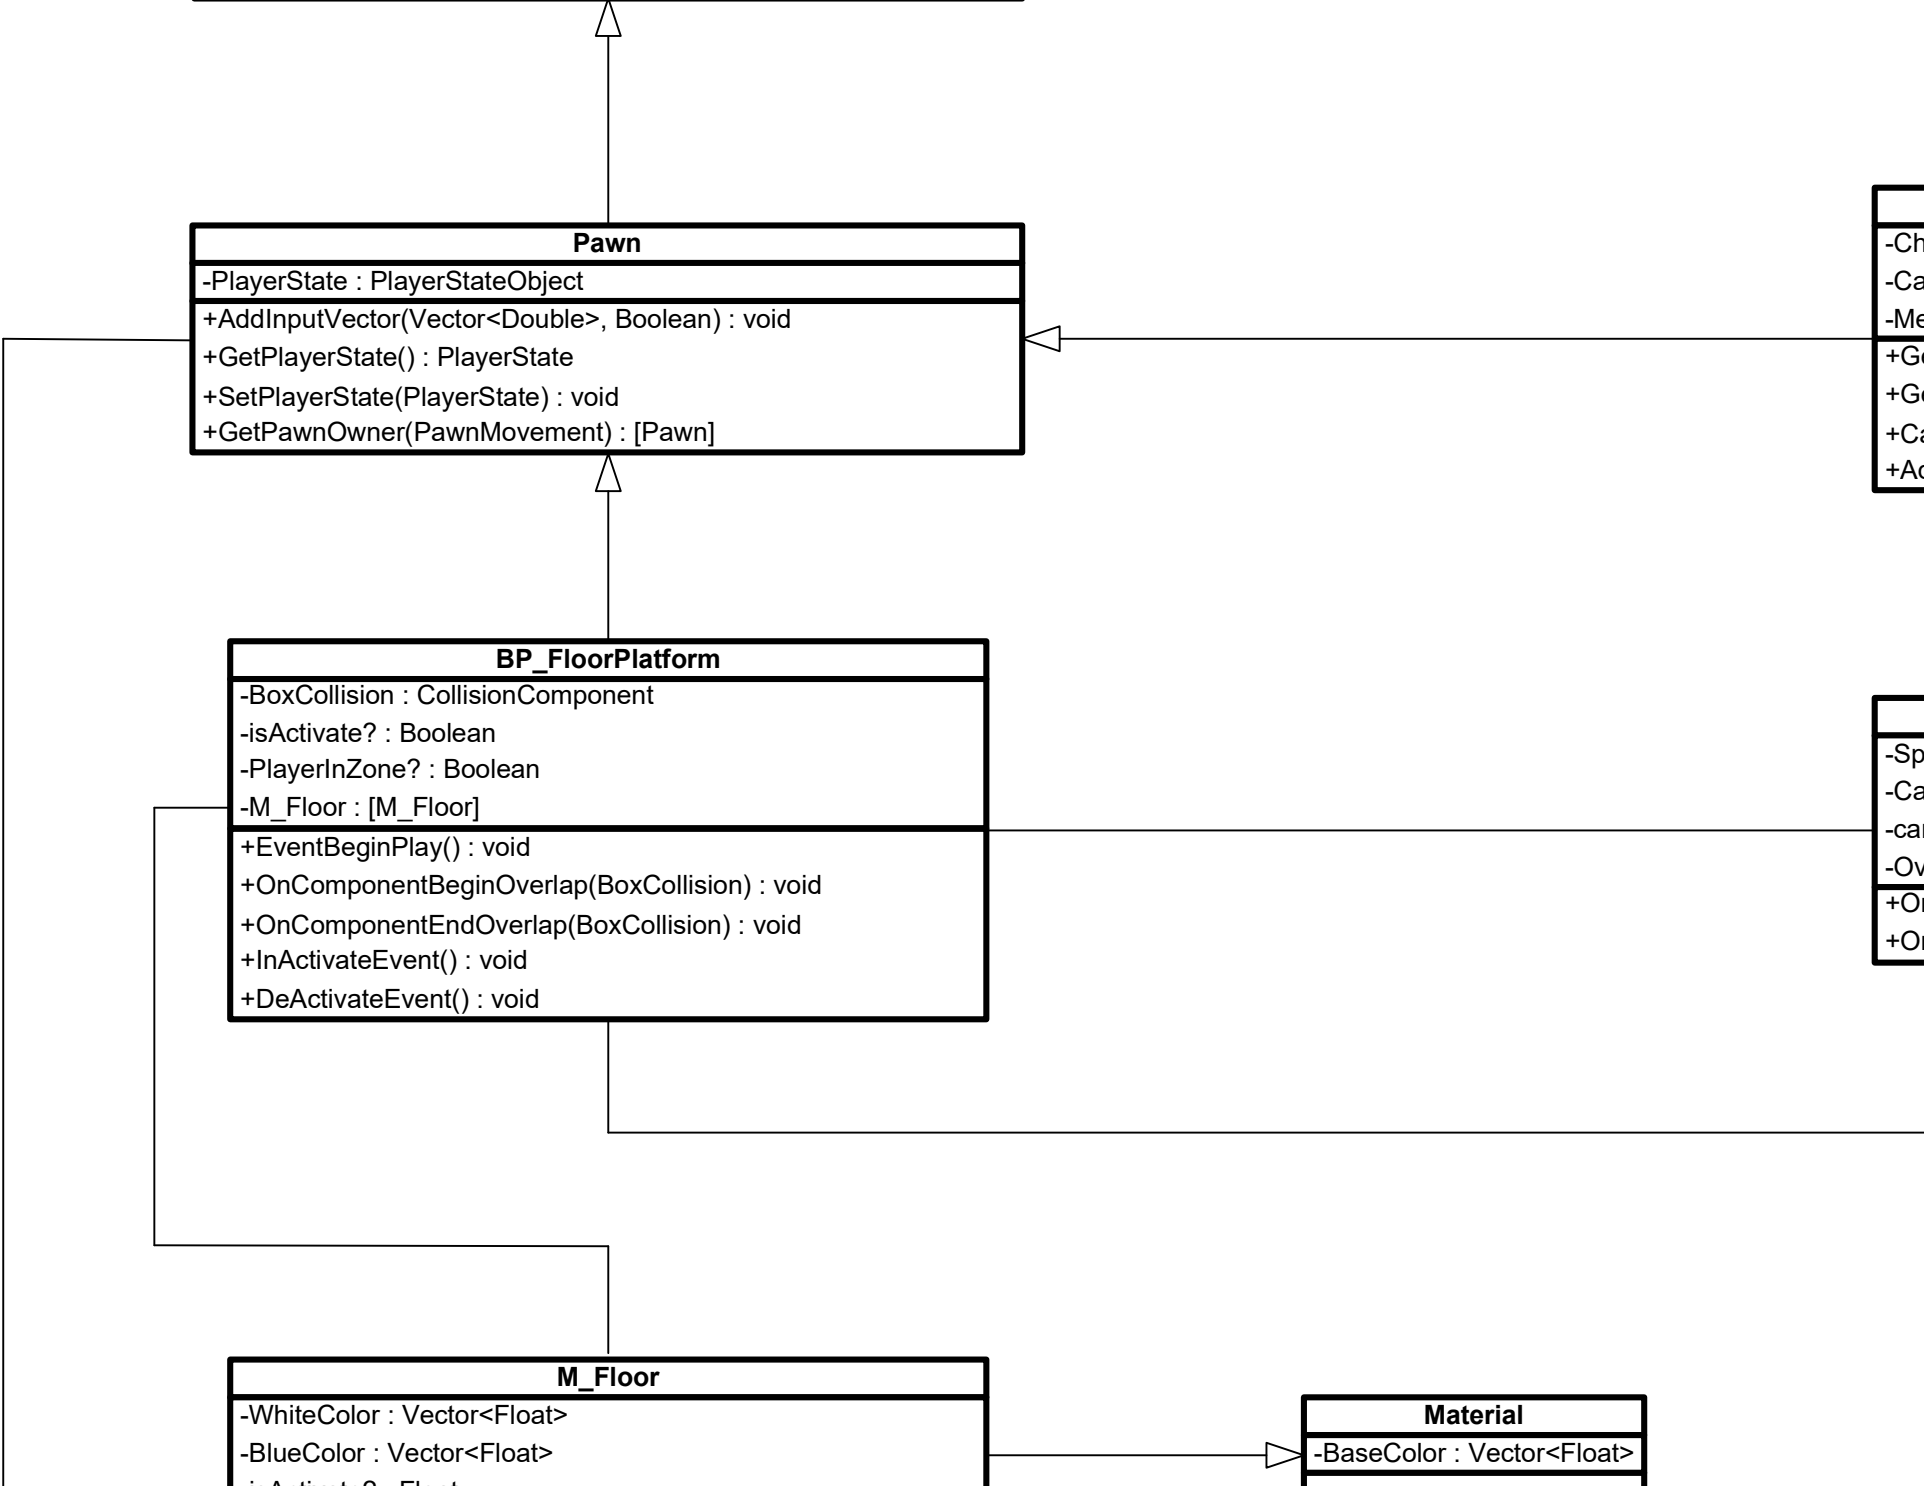 Pawn
-PlayerState : PlayerStateObject
+AddInputVector(Vector<Double>, Boolean) : void
+GetPlayerState() : PlayerState
+SetPlayerState(PlayerState) : void
+GetPawnOwner(PawnMovement) : [Pawn]
BP_FloorPlatform
-BoxCollision : CollisionComponent
-isActivate? : Boolean
-PlayerInZone? : Boolean
-M_Floor : [M_Floor]
+EventBeginPlay() : void
+OnComponentBeginOverlap(BoxCollision) : void
+OnComponentEndOverlap(BoxCollision) : void
+InActivateEvent() : void
+DeActivateEvent() : void
M_Floor
-WhiteColor : Vector<Float>
-BlueColor : Vector<Float>
-isActivate? : Float
Material
-BaseColor : Vector<Float>